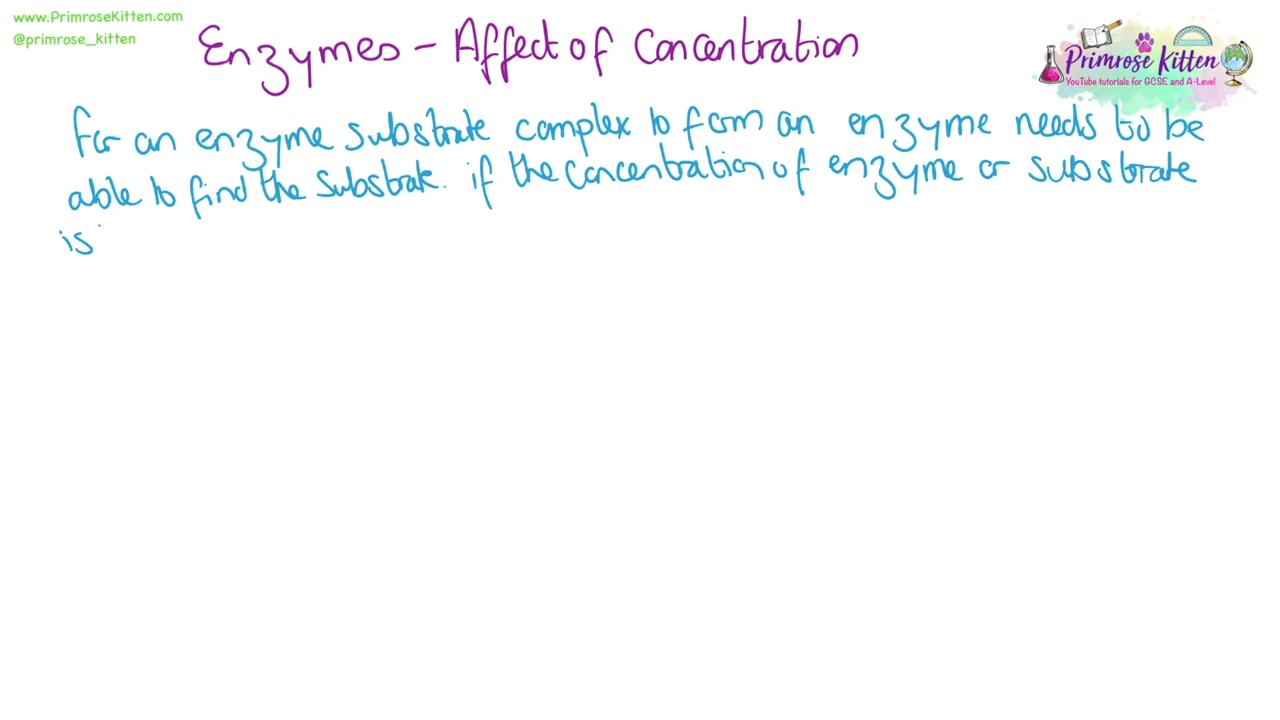 www.PrimroseKitten.com
@primrose_kitten
Enzymes - Affect of Concentration
Primrose Kitten
YouTube tutorials for GCSE and A-Level
For an enzyme substrate complex to form an enzyme needs to be
able to find the substrate. if the concentration of enzyme or substrate
is